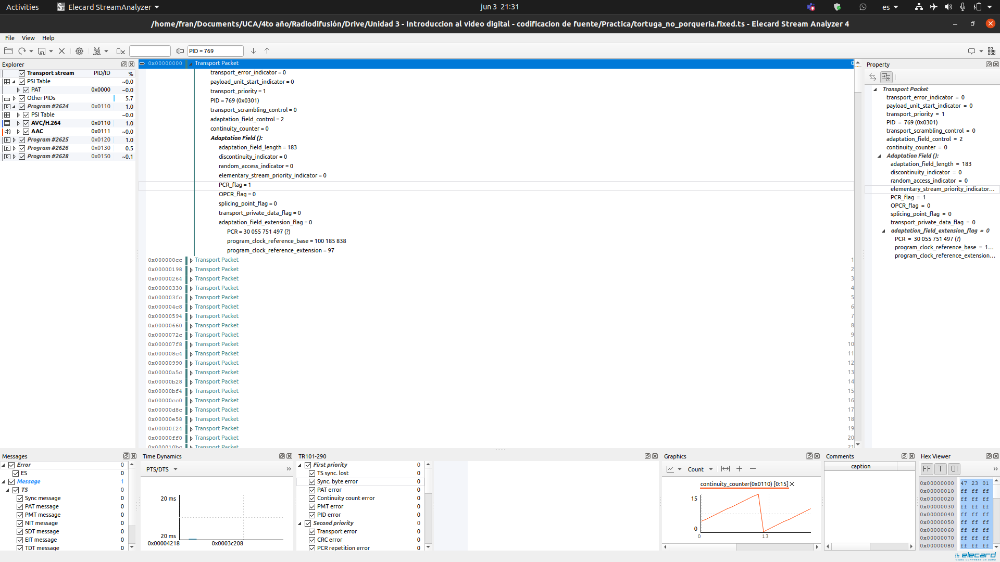 Activities
Elecard StreamAnalyzer
jun 3 21:31
es
/home/fran/Documents/UCA/4to año/Radiodifusión/Drive/Unidad 3 - Introduccion al video digital - codificacion de fuente/Practica/tortuga_no_porqueria.fixed.ts - Elecard Stream Analyzer 4
File View Help
0x
PID = 769
Explorer
Transport stream PID/ID %
PSI Table ~0.0
PAT 0x0000 ~0.0
Other PIDs 5.7
Program #2624 0x0110 1.0
PSI Table ~0.0
AVC/H.264 0x0110 1.0
AAC 0x0111 ~0.0
Program #2625 0x0120 1.0
Program #2626 0x0130 0.5
Program #2628 0x0150 ~0.1
0x00000000 Transport Packet 0
transport_error_indicator = 0
payload_unit_start_indicator = 0
transport_priority = 1
PID = 769 (0x0301)
transport_scrambling_control = 0
adaptation_field_control = 2
continuity_counter = 0
Adaptation Field ():
adaptation_field_length = 183
discontinuity_indicator = 0
random_access_indicator = 0
elementary_stream_priority_indicator = 0
PCR_flag = 1
OPCR_flag = 0
splicing_point_flag = 0
transport_private_data_flag = 0
adaptation_field_extension_flag = 0
PCR = 30 055 751 497 (?)
program_clock_reference_base = 100 185 838
program_clock_reference_extension = 97
0x000000cc Transport Packet 1
0x00000198 Transport Packet 2
0x00000264 Transport Packet 3
0x00000330 Transport Packet 4
0x000003fc Transport Packet 5
0x000004c8 Transport Packet 6
0x00000594 Transport Packet 7
0x00000660 Transport Packet 8
0x0000072c Transport Packet 9
0x000007f8 Transport Packet 10
0x000008c4 Transport Packet 11
0x00000990 Transport Packet 12
0x00000a5c Transport Packet 13
0x00000b28 Transport Packet 14
0x00000bf4 Transport Packet 15
0x00000cc0 Transport Packet 16
0x00000d8c Transport Packet 17
0x00000e58 Transport Packet 18
0x00000f24 Transport Packet 19
0x00000ff0 Transport Packet 20
0x000010bc Transport Packet 21
Property
Transport Packet
transport_error_indicator = 0
payload_unit_start_indicator = 0
transport_priority = 1
PID = 769 (0x0301)
transport_scrambling_control = 0
adaptation_field_control = 2
continuity_counter = 0
Adaptation Field ():
adaptation_field_length = 183
discontinuity_indicator = 0
random_access_indicator = 0
elementary_stream_priority_indicator...
PCR_flag = 1
OPCR_flag = 0
splicing_point_flag = 0
transport_private_data_flag = 0
adaptation_field_extension_flag = 0
PCR = 30 055 751 497 (?)
program_clock_reference_base = 1...
program_clock_reference_extension...
Messages
Error 0
ES 0
Message 1
TS 0
Sync message 0
PAT message 0
PMT message 0
NIT message 0
SDT message 0
EIT message 0
TDT message 0
Time Dynamics
PTS/DTS
»
20 ms
20 ms
0x00004218 0x0003c208
TR101-290
First priority 0
TS sync. lost 0
Sync. byte error 0
PAT error 0
Continuity count error 0
PMT error 0
PID error 0
Second priority 0
Transport error 0
CRC error 0
PCR repetition error 0
Graphics
Count
continuity_counter(0x0110) [0:15]
15
0
0 13
Comments
caption
Hex Viewer
FF T OI »
0x00000000 47 23 01
0x00000010 ff ff ff
0x00000020 ff ff ff
0x00000030 ff ff ff
0x00000040 ff ff ff
0x00000050 ff ff ff
0x00000060 ff ff ff
0x00000070 ff ff ff
0x00000080 ff ff ff
elecard
VIDEO COMPRESSION GURU